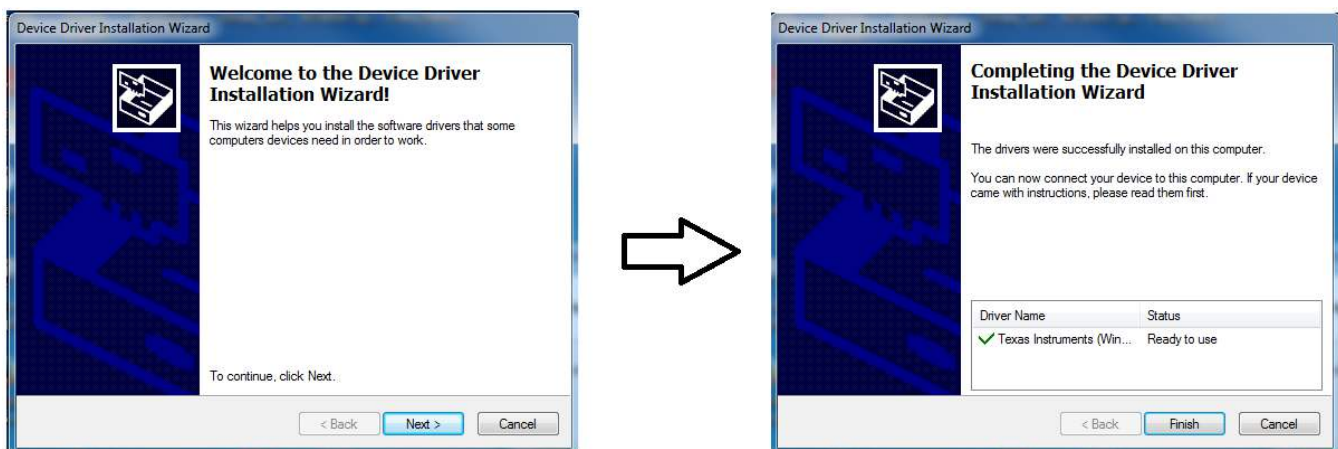 Device Driver Installation Wizard
Welcome to the Device Driver
Installation Wizard!
This wizard helps you install the software drivers that some
computers devices need in order to work.
To continue, click Next.
< Back
Next >
Cancel
Device Driver Installation Wizard
Completing the Device Driver
Installation Wizard
The drivers were successfully installed on this computer.
You can now connect your device to this computer. If your device
came with instructions, please read them first.
Driver Name Status
Texas Instruments (Win... Ready to use
< Back
Finish
Cancel